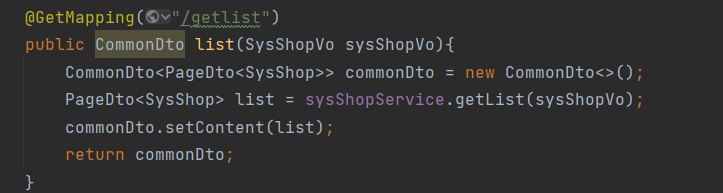 @GetMapping("/getlist")
public CommonDto list(SysShopVo sysShopVo){
CommonDto<PageDto<SysShop>> commonDto = new CommonDto<>();
PageDto<SysShop> list = sysShopService.getList(sysShopVo);
commonDto.setContent(list);
return commonDto;
}